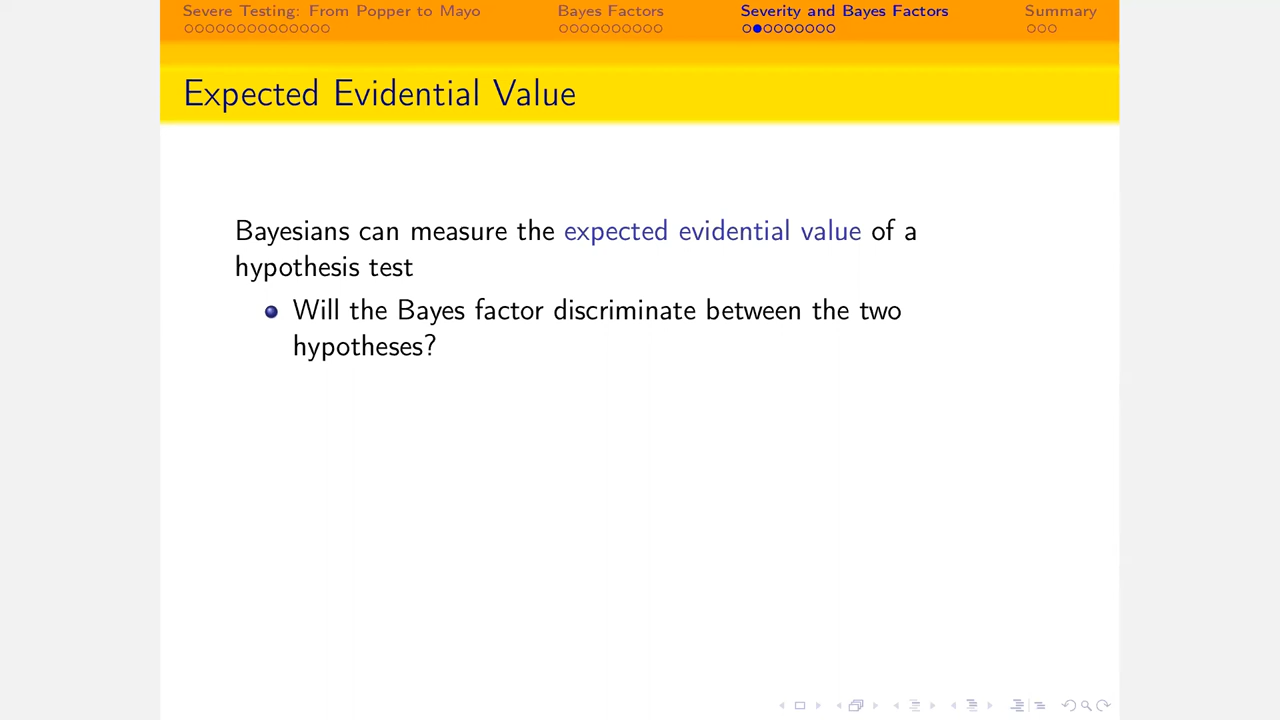 Severe Testing: From Popper to Mayo
Bayes Factors
Severity and Bayes Factors
Summary
Expected Evidential Value
Bayesians can measure the expected evidential value of a
hypothesis test
Will the Bayes factor discriminate between the two
hypotheses?